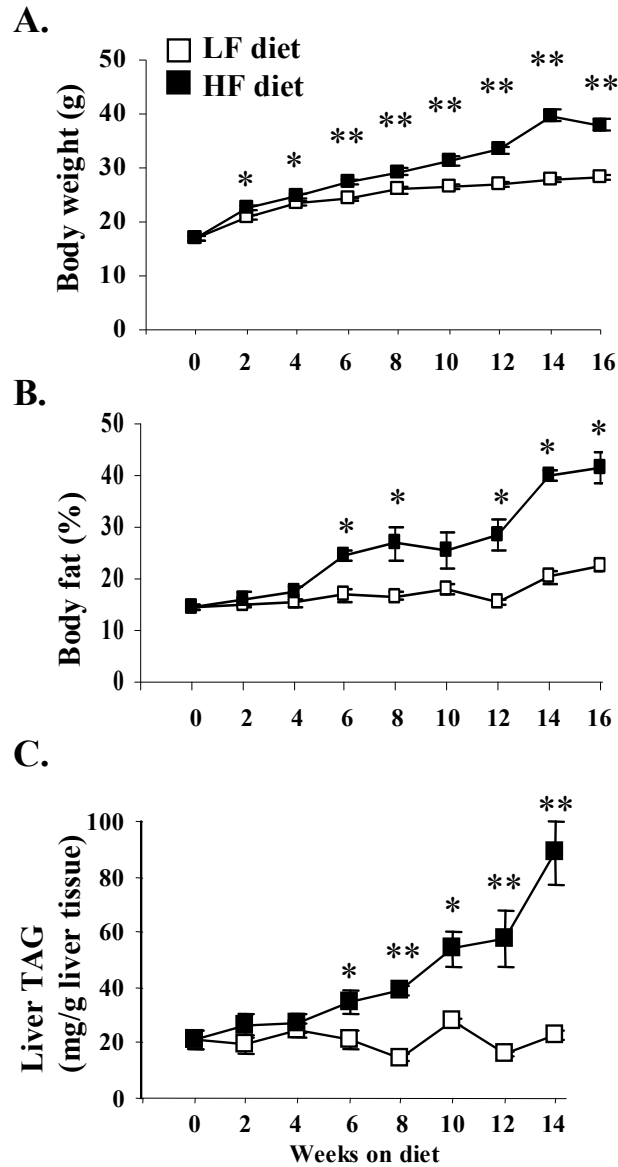 A.
LF diet
HF diet
Body weight (g)
50
40
30
20
10
0
* * ** ** ** ** ** **
0 2 4 6 8 10 12 14 16
B.
Body fat (%)
50
40
30
20
10
0
* * * * *
0 2 4 6 8 10 12 14 16
C.
Liver TAG
(mg/g liver tissue)
100
80
60
40
20
0
* ** * ** **
0 2 4 6 8 10 12 14
Weeks on diet